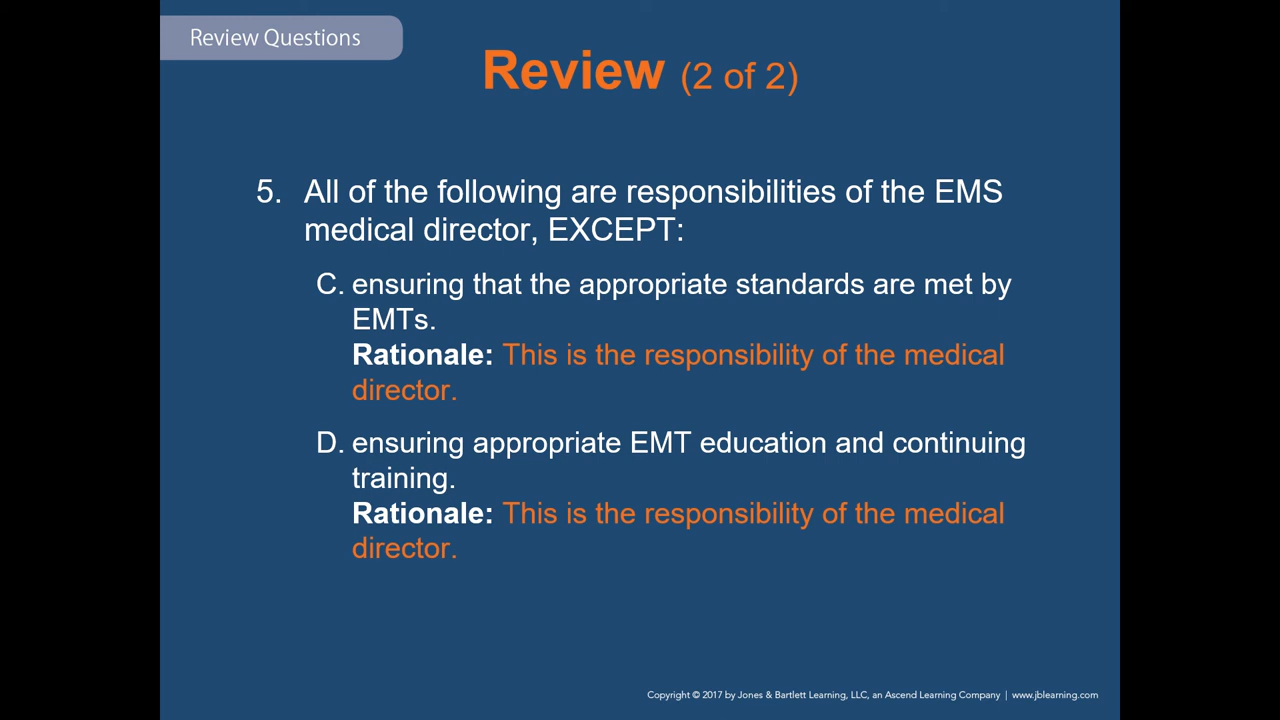 Review Questions
Review (2 of 2)
5. All of the following are responsibilities of the EMS
medical director, EXCEPT:
C. ensuring that the appropriate standards are met by
EMTs.
Rationale: This is the responsibility of the medical
director.
D. ensuring appropriate EMT education and continuing
training.
Rationale: This is the responsibility of the medical
director.
Copyright © 2017 by Jones & Bartlett Learning, LLC, an Ascend Learning Company | www.jblearning.com